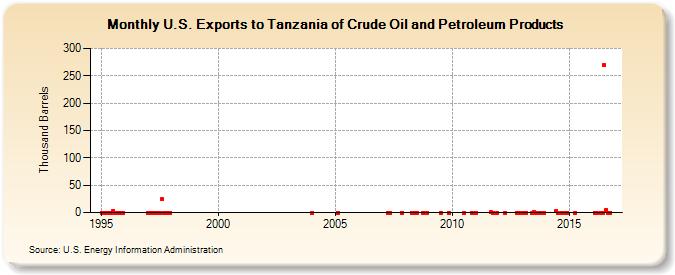 Monthly U.S. Exports to Tanzania of Crude Oil and Petroleum Products
Thousand Barrels
300
250
200
150
100
50
0
1995 2000 2005 2010 2015
Source: U.S. Energy Information Administration